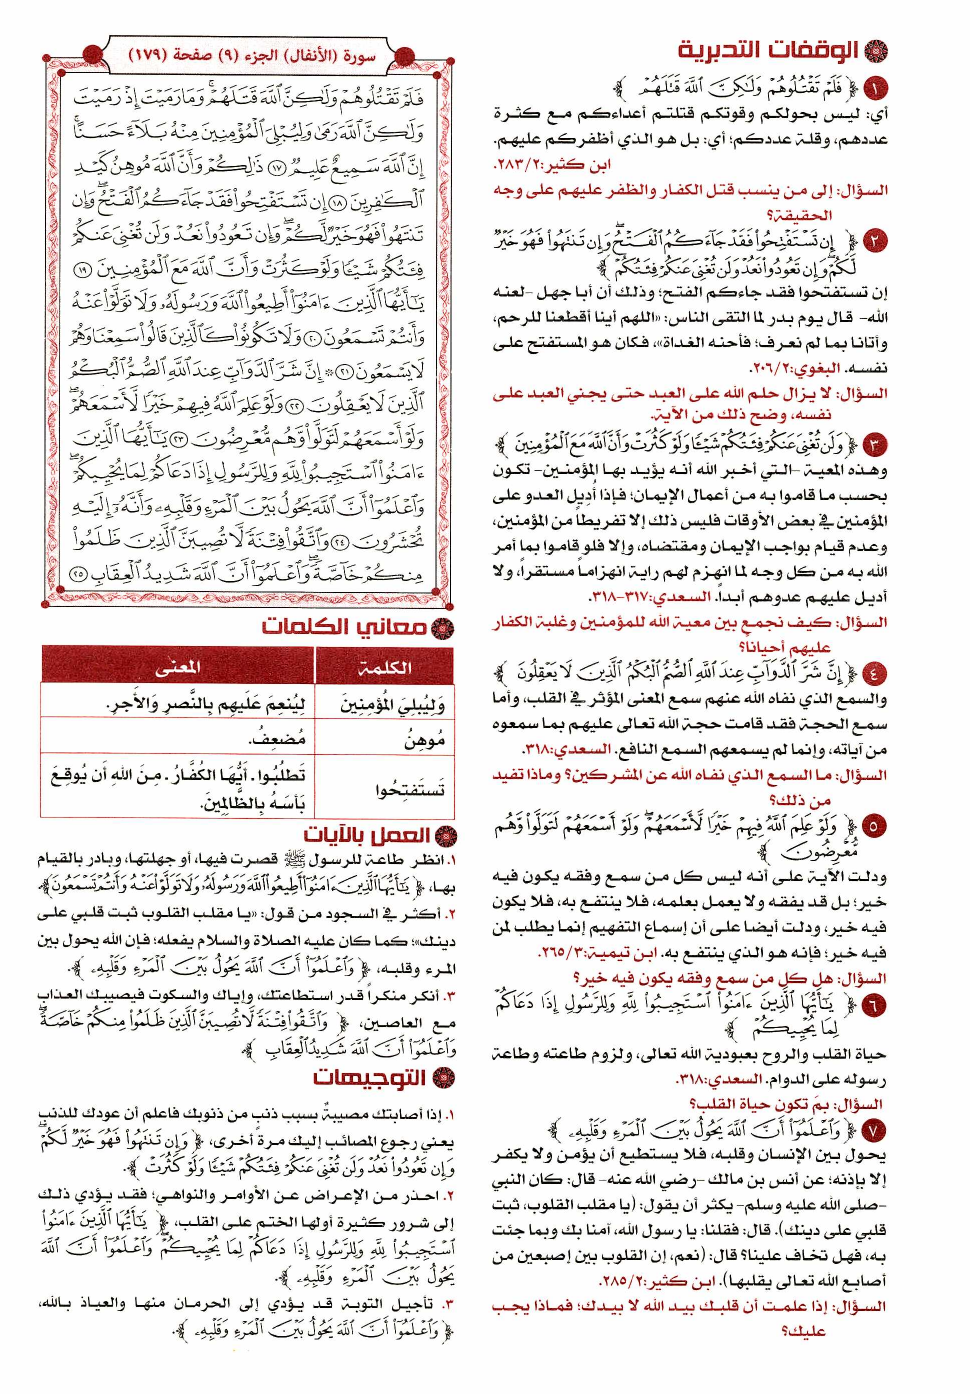 الوقفات التدبرية
١ ﴿ فَلَمْ تَقْتُلُوهُمْ وَلَٰكِنَّ ٱللَّهَ قَتَلَهُمْ ﴾
أي: ليس بحولكم وقوتكم قتلتم أعداءكم مع كثرة
عددهم، وقلة عددكم؛ أي: بل هو الذي أظفركم عليهم.
ابن كثير:٢٨٣/٢.
السؤال: إلى من ينسب قتل الكفار والظفر عليهم على وجه
الحقيقة؟
٢ ﴿ إِن تَسْتَفْتِحُوا۟ فَقَدْ جَآءَكُمُ ٱلْفَتْحُ ۖ وَإِن تَنتَهُوا۟ فَهُوَ خَيْرٌ
لَّكُمْ ۖ وَإِن تَعُودُوا۟ نَعُدْ وَلَن تُغْنِىَ عَنكُمْ فِئَتُكُمْ ﴾
إن تستفتحوا فقد جاءكم الفتح؛ وذلك أن أبا جهل -لعنه
الله- قال يوم بدر لما التقى الناس: «اللهم أينا أقطعنا للرحم،
وأتانا بما لم نعرف؛ فأحنه الغداة»، فكان هو المستفتح على
نفسه. البغوي:٢٠٦/٢.
السؤال: لا يزال حلم الله على العبد حتى يجني العبد على
نفسه، وضح ذلك من الآية.
٣ ﴿ وَلَن تُغْنِىَ عَنكُمْ فِئَتُكُمْ شَيْـًٔا وَلَوْ كَثُرَتْ وَأَنَّ ٱللَّهَ مَعَ ٱلْمُؤْمِنِينَ ﴾
وهذه المعية -التي أخبر الله أنه يؤيد بها المؤمنين- تكون
بحسب ما قاموا به من أعمال الإيمان؛ فإذا أديل العدو على
المؤمنين في بعض الأوقات فليس ذلك إلا تفريطاً من المؤمنين،
وعدم قيام بواجب الإيمان ومقتضاه، وإلا فلو قاموا بما أمر
الله به من كل وجه لما انهزم لهم راية انهزاماً مستقراً، ولا
أديل عليهم عدوهم أبداً. السعدي:٣١٧-٣١٨.
السؤال: كيف نجمع بين معية الله للمؤمنين وغلبة الكفار
عليهم أحيانا؟
٤ ﴿ إِنَّ شَرَّ ٱلدَّوَآبِّ عِندَ ٱللَّهِ ٱلصُّمُّ ٱلْبُكْمُ ٱلَّذِينَ لَا يَعْقِلُونَ ﴾
والسمع الذي نفاه الله عنهم سمع المعنى المؤثر في القلب، وأما
سمع الحجة فقد قامت حجة الله تعالى عليهم بما سمعوه
من آياته، وإنما لم يسمعهم السمع النافع. السعدي:٣١٨.
السؤال: ما السمع الذي نفاه الله عن المشركين؟ وماذا تفيد
من ذلك؟
٥ ﴿ وَلَوْ عَلِمَ ٱللَّهُ فِيهِمْ خَيْرًا لَّأَسْمَعَهُمْ ۖ وَلَوْ أَسْمَعَهُمْ لَتَوَلَّوا۟ وَّهُم
مُّعْرِضُونَ ﴾
ودلت الآية على أنه ليس كل من سمع وفقه يكون فيه
خير؛ بل قد يفقه ولا يعمل بعلمه، فلا ينتفع به، فلا يكون
فيه خير، ودلت أيضا على أن إسماع التفهيم إنما يطلب لمن
فيه خير؛ فإنه هو الذي ينتفع به. ابن تيمية:٢٦٥/٣.
السؤال: هل كل من سمع وفقه يكون فيه خير؟
٦ ﴿ يَٰٓأَيُّهَا ٱلَّذِينَ ءَامَنُوا۟ ٱسْتَجِيبُوا۟ لِلَّهِ وَلِلرَّسُولِ إِذَا دَعَاكُمْ
لِمَا يُحْيِيكُمْ ﴾
حياة القلب والروح بعبودية الله تعالى، ولزوم طاعته وطاعة
رسوله على الدوام. السعدي:٣١٨.
السؤال: بم تكون حياة القلب؟
٧ ﴿ وَٱعْلَمُوٓا۟ أَنَّ ٱللَّهَ يَحُولُ بَيْنَ ٱلْمَرْءِ وَقَلْبِهِۦ ﴾
يحول بين الإنسان وقلبه، فلا يستطيع أن يؤمن ولا يكفر
إلا بإذنه؛ عن أنس بن مالك -رضي الله عنه- قال: كان النبي
-صلى الله عليه وسلم- يكثر أن يقول: (يا مقلب القلوب، ثبت
قلبي على دينك). قال: فقلنا: يا رسول الله، آمنا بك وبما جئت
به، فهل تخاف علينا؟ قال: (نعم، إن القلوب بين إصبعين من
أصابع الله تعالى يقلبها). ابن كثير:٢٨٥/٢.
السؤال: إذا علمت أن قلبك بيد الله لا بيدك؛ فماذا يجب
عليك؟
سورة (الأنفال) الجزء (٩) صفحة (١٧٩)
فَلَمْ تَقْتُلُوهُمْ وَلَٰكِنَّ ٱللَّهَ قَتَلَهُمْ ۚ وَمَا رَمَيْتَ إِذْ رَمَيْتَ
وَلَٰكِنَّ ٱللَّهَ رَمَىٰ ۚ وَلِيُبْلِىَ ٱلْمُؤْمِنِينَ مِنْهُ بَلَآءً حَسَنًا ۚ
إِنَّ ٱللَّهَ سَمِيعٌ عَلِيمٌ ١٧ ذَٰلِكُمْ وَأَنَّ ٱللَّهَ مُوهِنُ كَيْدِ
ٱلْكَٰفِرِينَ ١٨ إِن تَسْتَفْتِحُوا۟ فَقَدْ جَآءَكُمُ ٱلْفَتْحُ ۖ وَإِن
تَنتَهُوا۟ فَهُوَ خَيْرٌ لَّكُمْ ۖ وَإِن تَعُودُوا۟ نَعُدْ وَلَن تُغْنِىَ عَنكُمْ
فِئَتُكُمْ شَيْـًٔا وَلَوْ كَثُرَتْ وَأَنَّ ٱللَّهَ مَعَ ٱلْمُؤْمِنِينَ ١٩
يَٰٓأَيُّهَا ٱلَّذِينَ ءَامَنُوٓا۟ أَطِيعُوا۟ ٱللَّهَ وَرَسُولَهُۥ وَلَا تَوَلَّوْا۟ عَنْهُ
وَأَنتُمْ تَسْمَعُونَ ٢٠ وَلَا تَكُونُوا۟ كَٱلَّذِينَ قَالُوا۟ سَمِعْنَا وَهُمْ
لَا يَسْمَعُونَ ٢١ ۞ إِنَّ شَرَّ ٱلدَّوَآبِّ عِندَ ٱللَّهِ ٱلصُّمُّ ٱلْبُكْمُ
ٱلَّذِينَ لَا يَعْقِلُونَ ٢٢ وَلَوْ عَلِمَ ٱللَّهُ فِيهِمْ خَيْرًا لَّأَسْمَعَهُمْ ۖ
وَلَوْ أَسْمَعَهُمْ لَتَوَلَّوا۟ وَّهُم مُّعْرِضُونَ ٢٣ يَٰٓأَيُّهَا ٱلَّذِينَ
ءَامَنُوا۟ ٱسْتَجِيبُوا۟ لِلَّهِ وَلِلرَّسُولِ إِذَا دَعَاكُمْ لِمَا يُحْيِيكُمْ ۖ
وَٱعْلَمُوٓا۟ أَنَّ ٱللَّهَ يَحُولُ بَيْنَ ٱلْمَرْءِ وَقَلْبِهِۦ وَأَنَّهُۥٓ إِلَيْهِ
تُحْشَرُونَ ٢٤ وَٱتَّقُوا۟ فِتْنَةً لَّا تُصِيبَنَّ ٱلَّذِينَ ظَلَمُوا۟
مِنكُمْ خَآصَّةً ۖ وَٱعْلَمُوٓا۟ أَنَّ ٱللَّهَ شَدِيدُ ٱلْعِقَابِ ٢٥
معاني الكلمات
الكلمة المعنى
وَلِيُبْلِيَ المُؤْمِنِينَ لِيُنعِمَ عَلَيهِم بِالنَّصرِ وَالأَجرِ.
مُوهِنُ مُضعِفُ.
تَستَفتِحُوا تَطلُبُوا. أَيُّهَا الكُفَّارُ. مِنَ اللهِ أَن يُوقِعَ
بَأسَهُ بِالظَّالِمِينَ.
العمل بالآيات
١. انظر طاعة للرسول ﷺ قصرت فيها، أو جهلتها، وبادر بالقيام
بها، ﴿ يَٰٓأَيُّهَا ٱلَّذِينَ ءَامَنُوٓا۟ أَطِيعُوا۟ ٱللَّهَ وَرَسُولَهُۥ وَلَا تَوَلَّوْا۟ عَنْهُ وَأَنتُمْ تَسْمَعُونَ ﴾.
٢. أكثر في السجود من قول: «يا مقلب القلوب ثبت قلبي على
دينك»؛ كما كان عليه الصلاة والسلام يفعله؛ فإن الله يحول بين
المرء وقلبه، ﴿ وَٱعْلَمُوٓا۟ أَنَّ ٱللَّهَ يَحُولُ بَيْنَ ٱلْمَرْءِ وَقَلْبِهِۦ ﴾.
٣. أنكر منكراً قدر استطاعتك، وإياك والسكوت فيصيبك العذاب
مع العاصين، ﴿ وَٱتَّقُوا۟ فِتْنَةً لَّا تُصِيبَنَّ ٱلَّذِينَ ظَلَمُوا۟ مِنكُمْ خَآصَّةً ۖ
وَٱعْلَمُوٓا۟ أَنَّ ٱللَّهَ شَدِيدُ ٱلْعِقَابِ ﴾.
التوجيهات
١. إذا أصابتك مصيبةٌ بسبب ذنبٍ من ذنوبك فاعلم أن عودك للذنب
يعني رجوع المصائب إليك مرة أخرى، ﴿ وَإِن تَنتَهُوا۟ فَهُوَ خَيْرٌ لَّكُمْ ۖ
وَإِن تَعُودُوا۟ نَعُدْ وَلَن تُغْنِىَ عَنكُمْ فِئَتُكُمْ شَيْـًٔا وَلَوْ كَثُرَتْ ﴾.
٢. احذر من الإعراض عن الأوامر والنواهي؛ فقد يؤدي ذلك
إلى شرور كثيرة أولها الختم على القلب، ﴿ يَٰٓأَيُّهَا ٱلَّذِينَ ءَامَنُوا۟
ٱسْتَجِيبُوا۟ لِلَّهِ وَلِلرَّسُولِ إِذَا دَعَاكُمْ لِمَا يُحْيِيكُمْ ۖ وَٱعْلَمُوٓا۟ أَنَّ ٱللَّهَ
يَحُولُ بَيْنَ ٱلْمَرْءِ وَقَلْبِهِۦ ﴾.
٣. تأجيل التوبة قد يؤدي إلى الحرمان منها والعياذ بالله،
﴿ وَٱعْلَمُوٓا۟ أَنَّ ٱللَّهَ يَحُولُ بَيْنَ ٱلْمَرْءِ وَقَلْبِهِۦ ﴾.